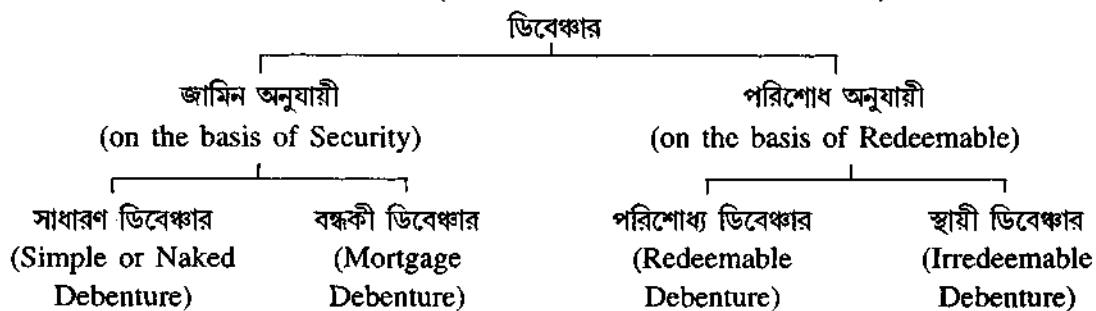 ডিবেঞ্চার
জামিন অনুযায়ী পরিশোধ অনুযায়ী
(on the basis of Security) (on the basis of Redeemable)
সাধারণ ডিবেঞ্চার বন্ধকী ডিবেঞ্চার পরিশোধ্য ডিবেঞ্চার স্থায়ী ডিবেঞ্চার
(Simple or Naked (Mortgage (Redeemable (Irredeemable
Debenture) Debenture) Debenture) Debenture)